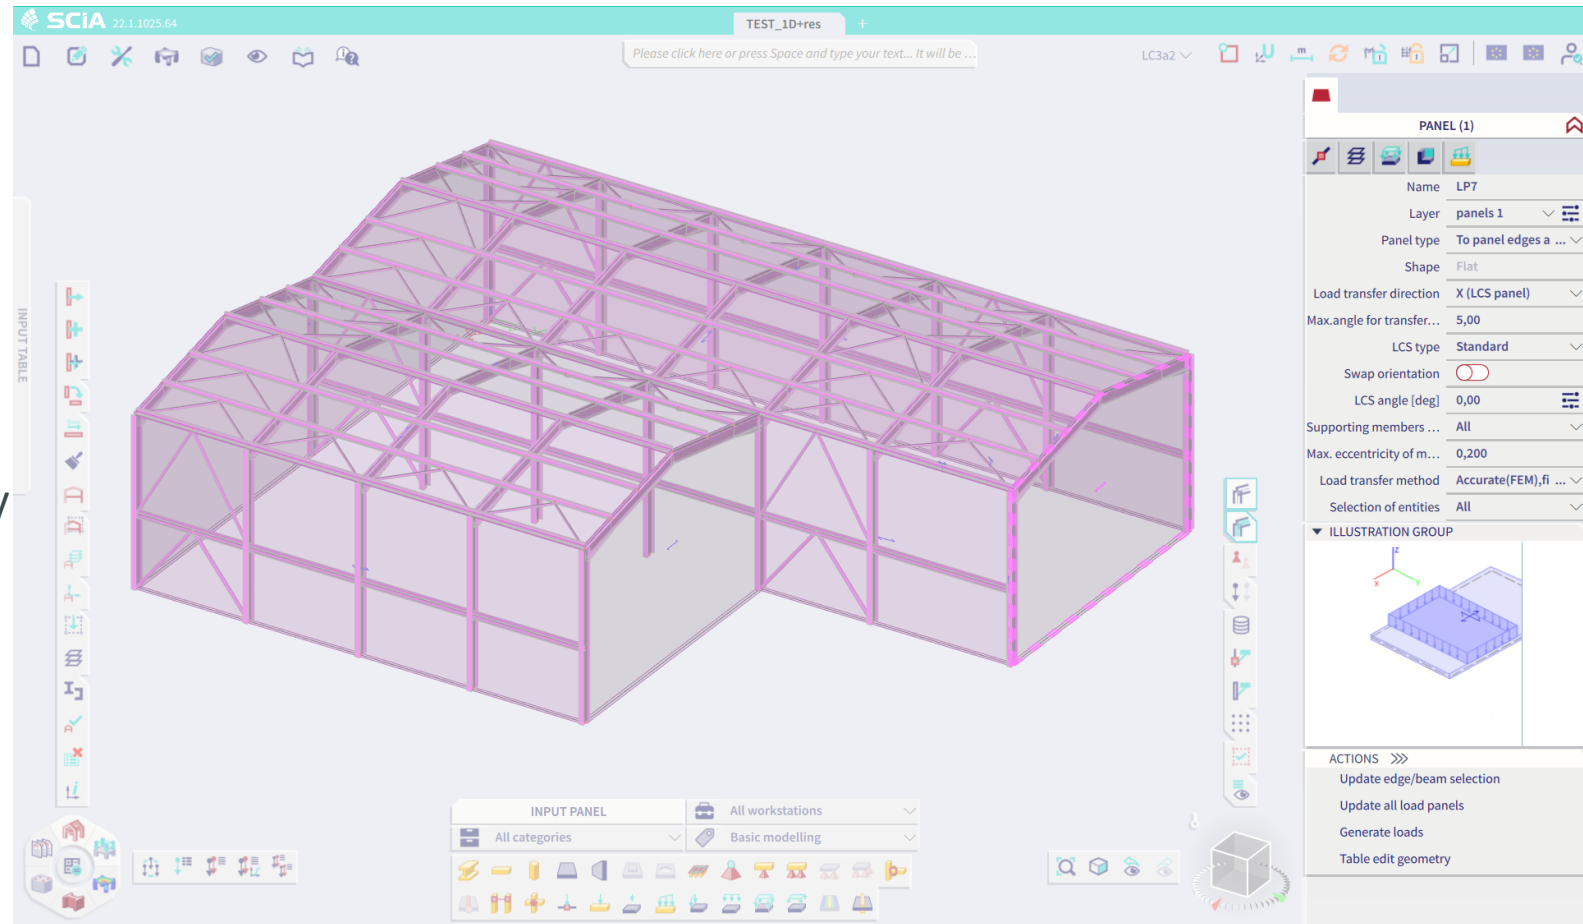 SCiA 22.1.1025.64
TEST_1D+res
+
Please click here or press Space and type your text... It will be ...
LC3a2
PANEL (1)
Name LP7
Layer panels 1
Panel type To panel edges a ...
Shape Flat
Load transfer direction X (LCS panel)
Max.angle for transfer... 5,00
LCS type Standard
Swap orientation
LCS angle [deg] 0,00
Supporting members ... All
Max. eccentricity of m... 0,200
Load transfer method Accurate(FEM),fi ...
Selection of entities All
ILLUSTRATION GROUP
z
x
y
ACTIONS >>>
Update edge/beam selection
Update all load panels
Generate loads
Table edit geometry
INPUT TABLE
INPUT PANEL
All workstations
All categories
Basic modelling